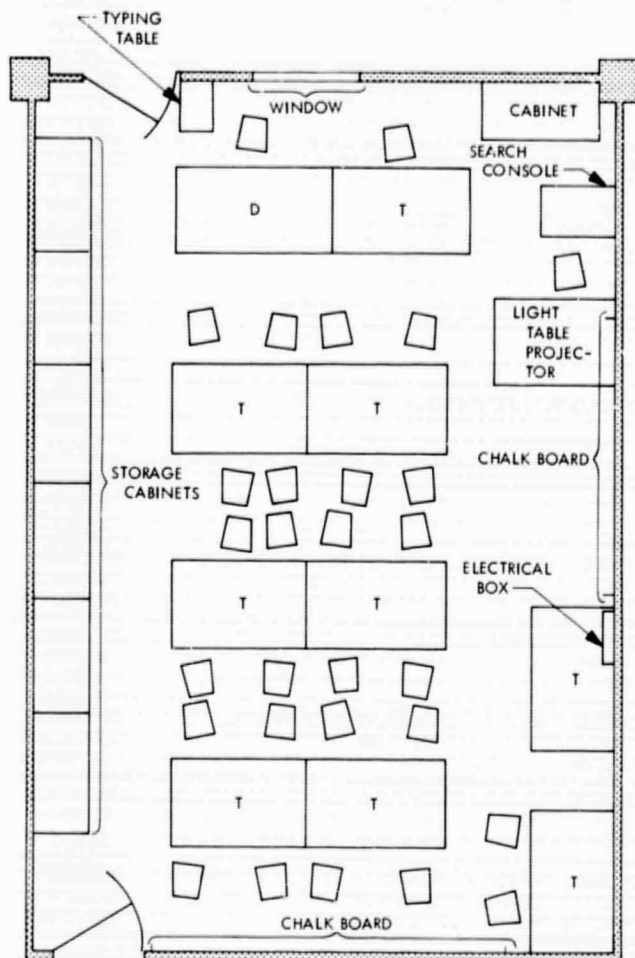 TYPING
TABLE
WINDOW
CABINET
SEARCH
CONSOLE
D
T
LIGHT
TABLE
PROJEC-
TOR
T
T
STORAGE
CABINETS
CHALK BOARD
T
T
ELECTRICAL
BOX
T
T
T
T
CHALK BOARD